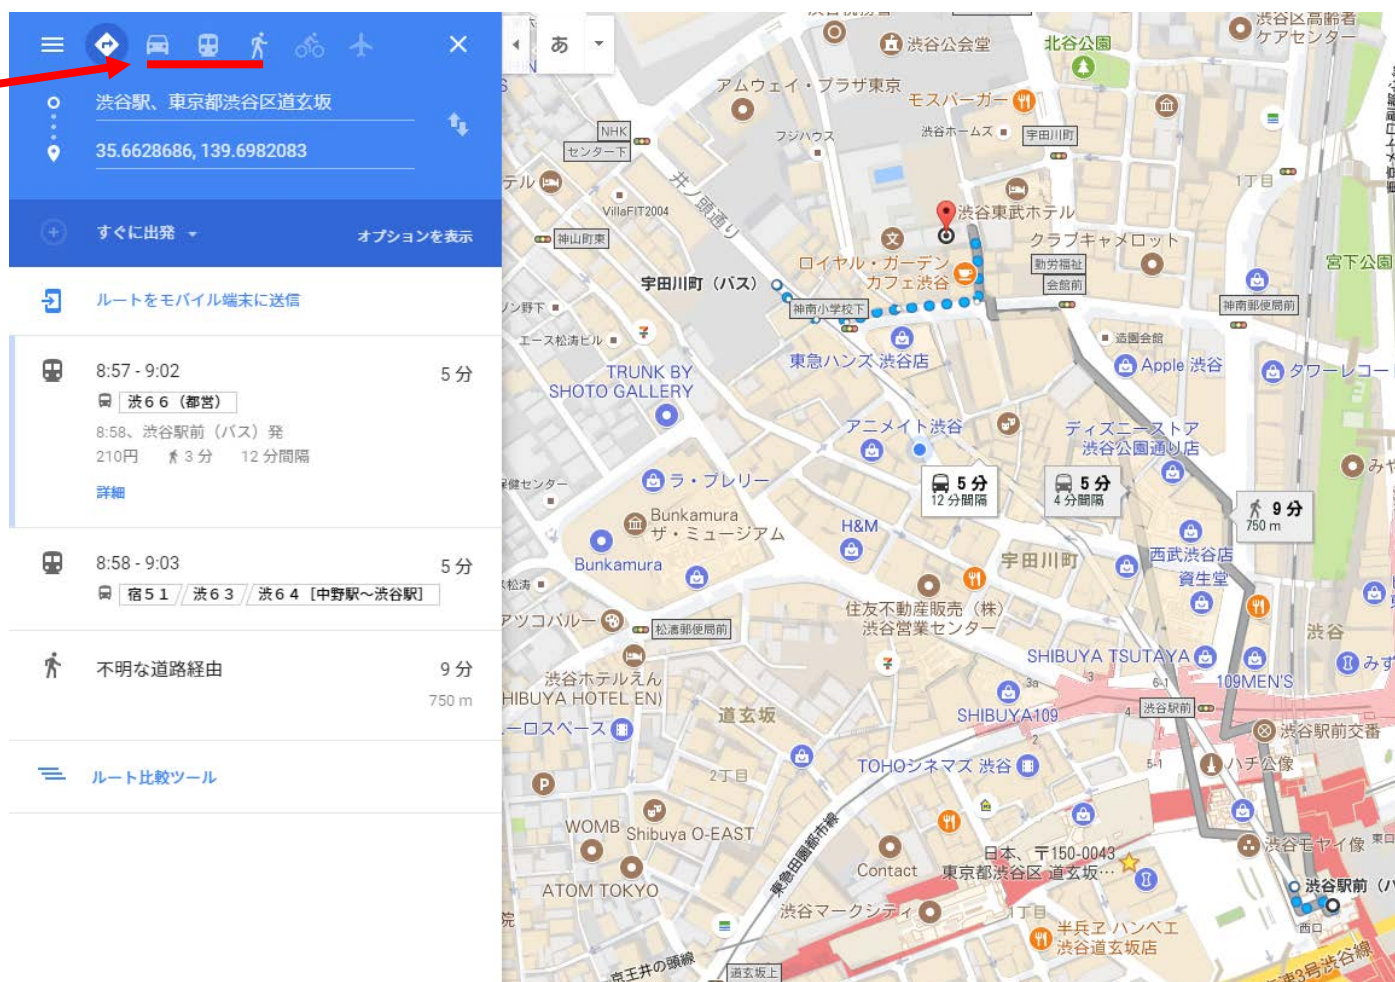 渋谷駅、東京都渋谷区道玄坂
35.6628686, 139.6982083
すぐに出発
オプションを表示
ルートをモバイル端末に送信
8:57 - 9:02
5 分
渋６６（都営）
8:58、渋谷駅前（バス）発
210円 3 分 12 分間隔
詳細
8:58 - 9:03
5 分
宿５１ 渋６３ 渋６４［中野駅～渋谷駅］
不明な道路経由
9 分
750 m
ルート比較ツール
あ
渋谷公会堂
北谷公園
渋谷区高齢者
ケアセンター
アムウェイ・プラザ東京
モスバーガー
フジハウス
渋谷ホームズ
宇田川町
NHK
センター下
井ノ頭通り
VillaFIT2004
神山町東
1丁目
渋谷東武ホテル
クラブキャメロット
ロイヤル・ガーデン
カフェ渋谷
勤労福祉
会館前
宮下公園
宇田川町（バス）
神南小学校下
神南郵便局前
エース松涛ビル
東急ハンズ 渋谷店
造園会館
Apple 渋谷
TRUNK BY
SHOTO GALLERY
アニメイト渋谷
ディズニーストア
渋谷公園通り店
ラ・ブレリー
5 分
12 分間隔
5 分
4 分間隔
9 分
750 m
Bunkamura
ザ・ミュージアム
H&M
Bunkamura
宇田川町
西武渋谷店
資生堂
住友不動産販売（株）
渋谷営業センター
松濤郵便局前
渋谷
SHIBUYA TSUTAYA
109MEN'S
渋谷ホテルえん
3a
3
6-1
SHIBUYA109
4
渋谷駅前
道玄坂
2
渋谷駅前交番
TOHOシネマズ 渋谷
5-1
ハチ公像
2丁目
WOMB
Shibuya O-EAST
東急田園都市線
渋谷モヤイ像
Contact
日本、〒150-0043
東京都渋谷区 道玄坂…
ATOM TOKYO
渋谷駅前
渋谷マークシティ
1丁目
半兵ヱ ハンベエ
渋谷道玄坂店
西口
京王井の頭線
道玄坂上